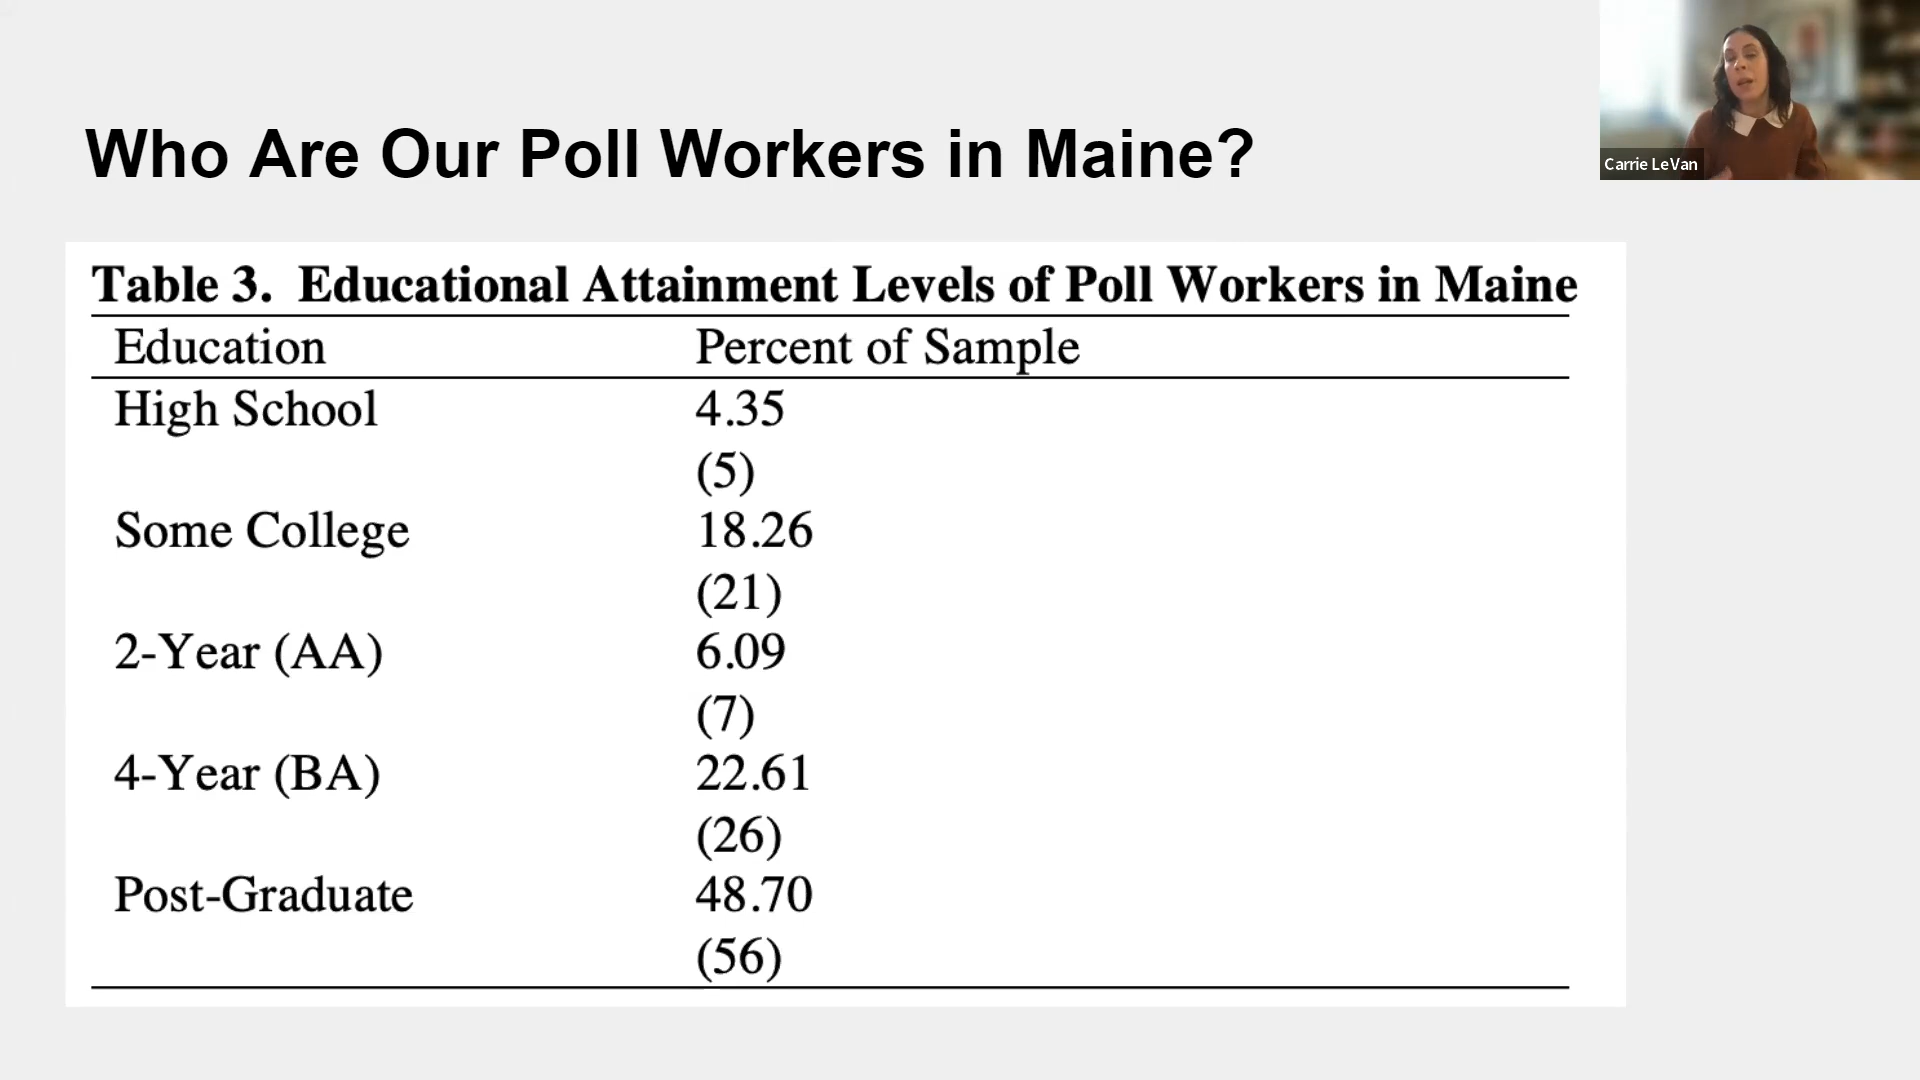 Who Are Our Poll Workers in Maine?
Carrie LeVan
Table 3. Educational Attainment Levels of Poll Workers in Maine
Education Percent of Sample
High School 4.35
(5)
Some College 18.26
(21)
2-Year (AA) 6.09
(7)
4-Year (BA) 22.61
(26)
Post-Graduate 48.70
(56)